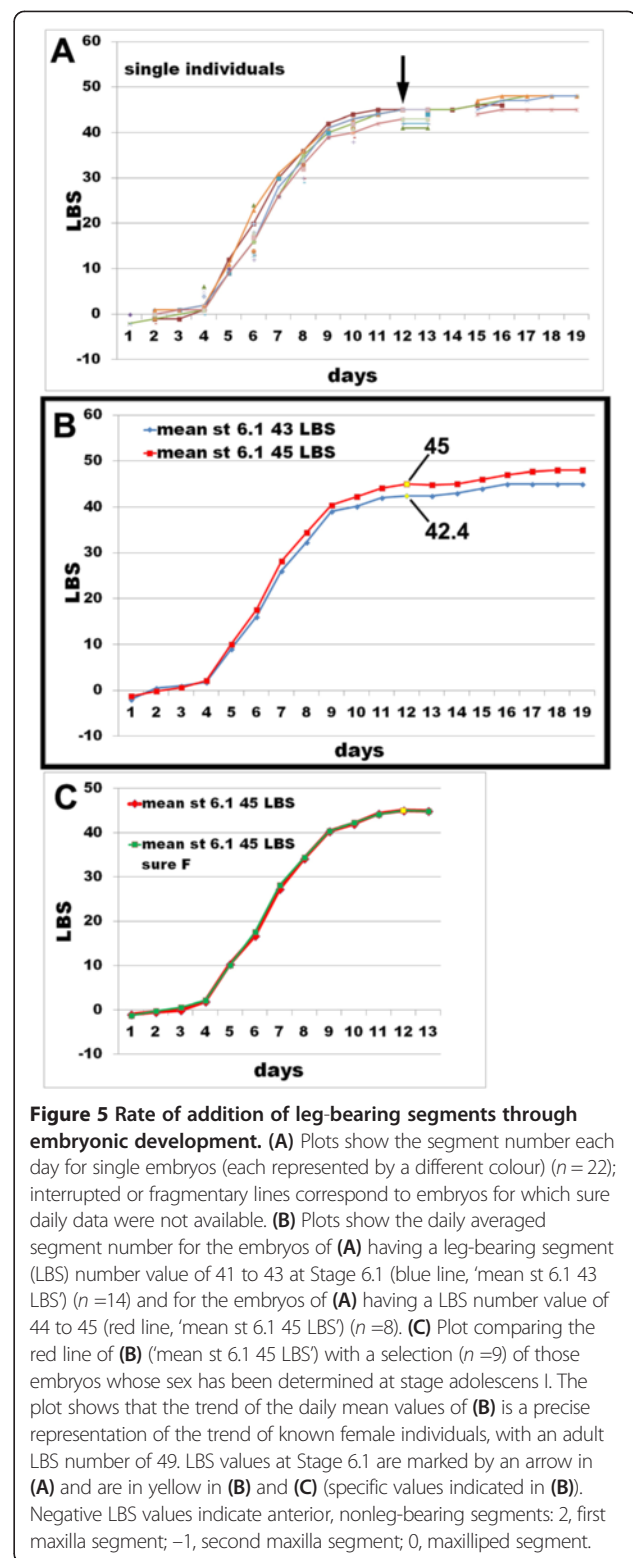 A
single individuals
60
50
40
30
20
10
0
-10
LBS
1 2 3 4 5 6 7 8 9 10 11 12 13 14 15 16 17 18 19
days
B
mean st 6.1 43 LBS
mean st 6.1 45 LBS
45
42.4
60
50
40
30
20
10
0
-10
LBS
1 2 3 4 5 6 7 8 9 10 11 12 13 14 15 16 17 18 19
days
C
mean st 6.1 45 LBS
mean st 6.1 45 LBS
sure F
50
40
30
20
10
0
-10
LBS
1 2 3 4 5 6 7 8 9 10 11 12 13
days
Figure 5 Rate of addition of leg-bearing segments through
embryonic development. (A) Plots show the segment number each
day for single embryos (each represented by a different colour) (n = 22);
interrupted or fragmentary lines correspond to embryos for which sure
daily data were not available. (B) Plots show the daily averaged
segment number for the embryos of (A) having a leg-bearing segment
(LBS) number value of 41 to 43 at Stage 6.1 (blue line, ‘mean st 6.1 43
LBS’) (n =14) and for the embryos of (A) having a LBS number value of
44 to 45 (red line, ‘mean st 6.1 45 LBS’) (n =8). (C) Plot comparing the
red line of (B) (‘mean st 6.1 45 LBS’) with a selection (n =9) of those
embryos whose sex has been determined at stage adolescens I. The
plot shows that the trend of the daily mean values of (B) is a precise
representation of the trend of known female individuals, with an adult
LBS number of 49. LBS values at Stage 6.1 are marked by an arrow in
(A) and are in yellow in (B) and (C) (specific values indicated in (B)).
Negative LBS values indicate anterior, nonleg-bearing segments: 2, first
maxilla segment; –1, second maxilla segment; 0, maxilliped segment.